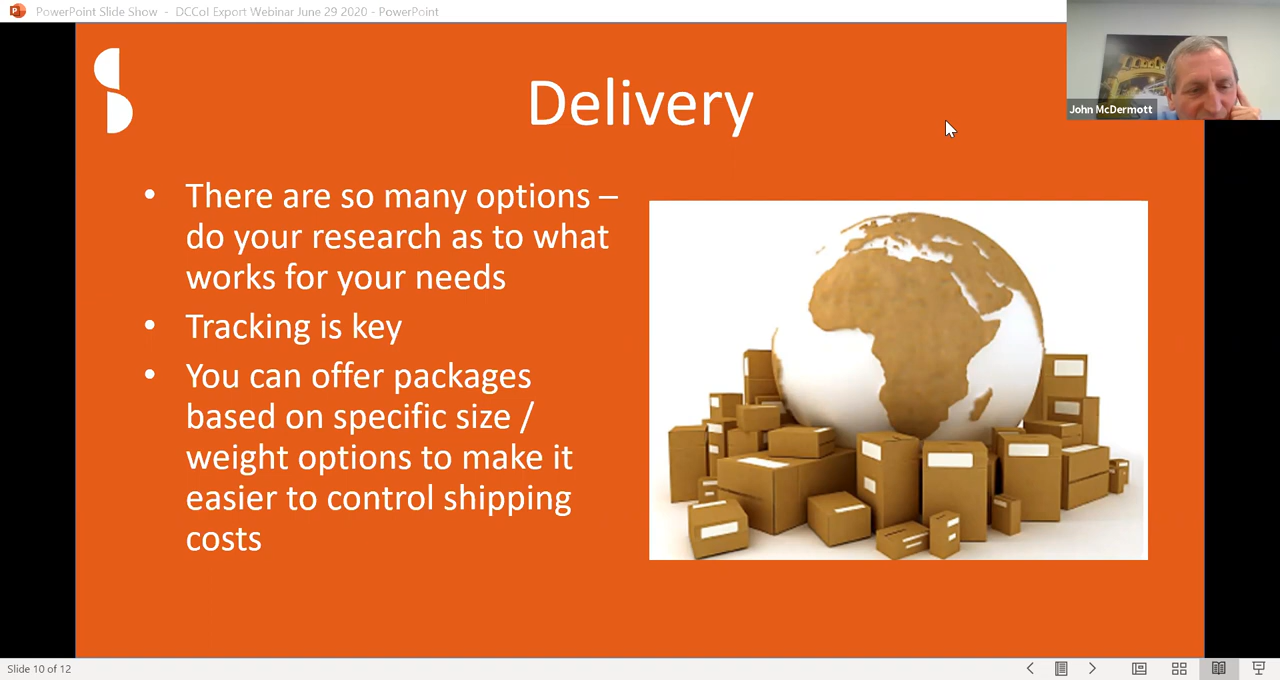 PowerPoint Slide Show - DCCoI Export Webinar June 29 2020 - PowerPoint
John McDermott
Delivery
• There are so many options –
do your research as to what
works for your needs
• Tracking is key
• You can offer packages
based on specific size /
weight options to make it
easier to control shipping
costs
Slide 10 of 12